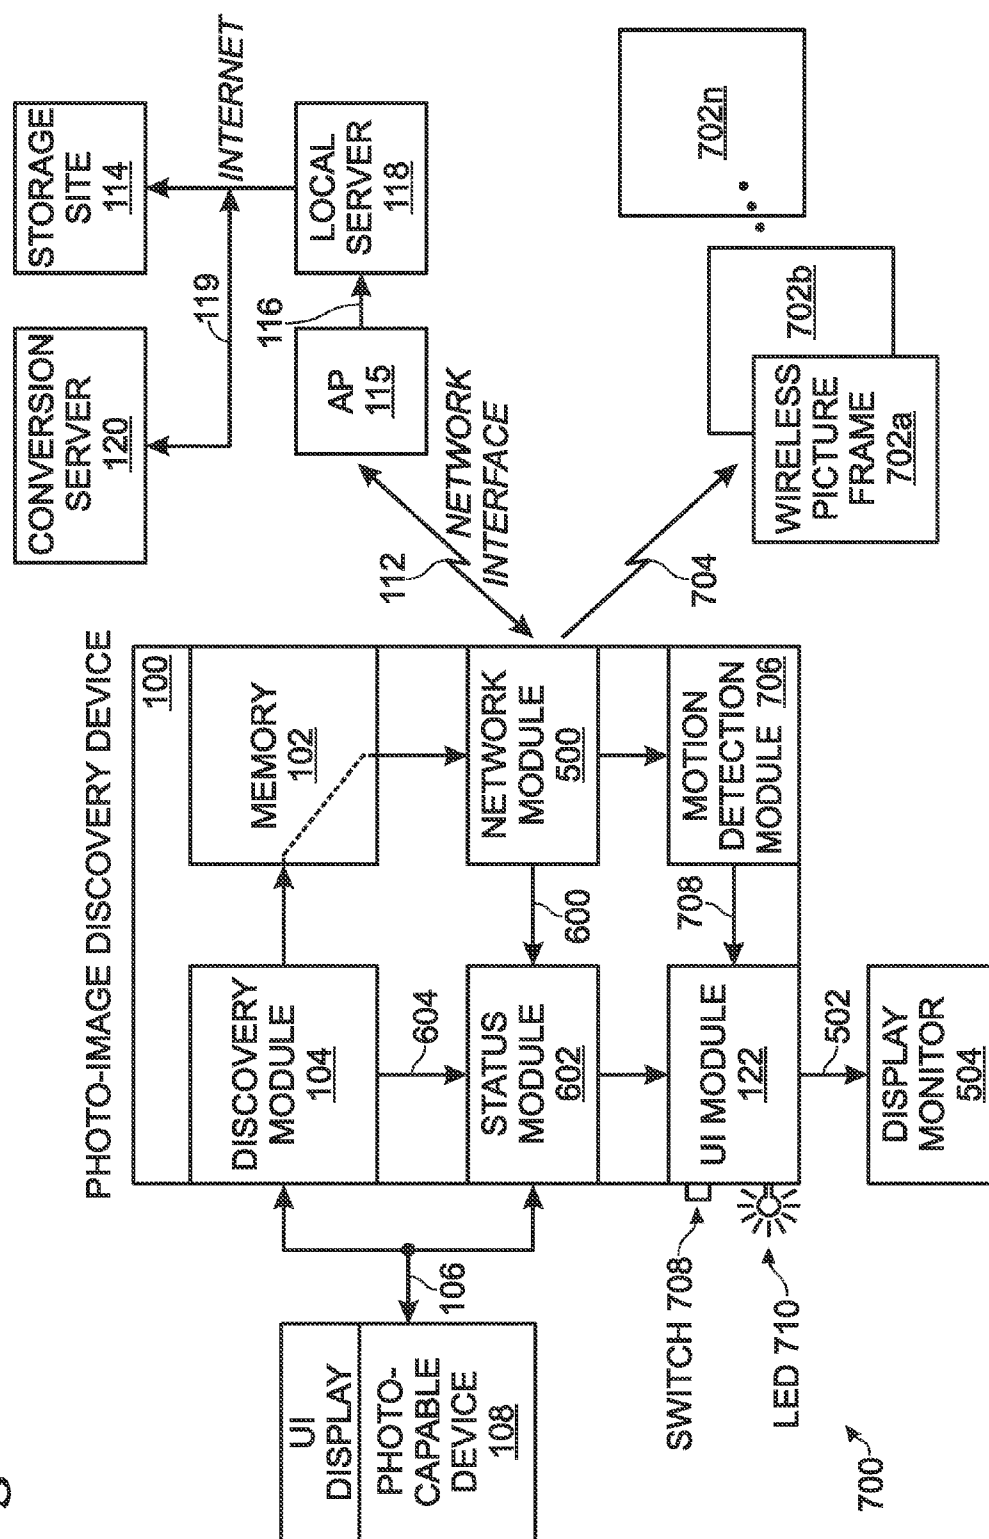 PHOTO-IMAGE DISCOVERY DEVICE
100
UI
DISPLAY
PHOTO-
CAPABLE
DEVICE
108
106
DISCOVERY
MODULE
104
MEMORY
102
604
STATUS
MODULE
602
600
NETWORK
MODULE
500
UI MODULE
122
708
MOTION
DETECTION
MODULE 706
SWITCH 708
LED 710
502
DISPLAY
MONITOR
504
700
112
NETWORK
INTERFACE
704
CONVERSION
SERVER
120
119
STORAGE
SITE
114
INTERNET
AP
115
116
LOCAL
SERVER
118
WIRELESS
PICTURE
FRAME
702a
702b
702n